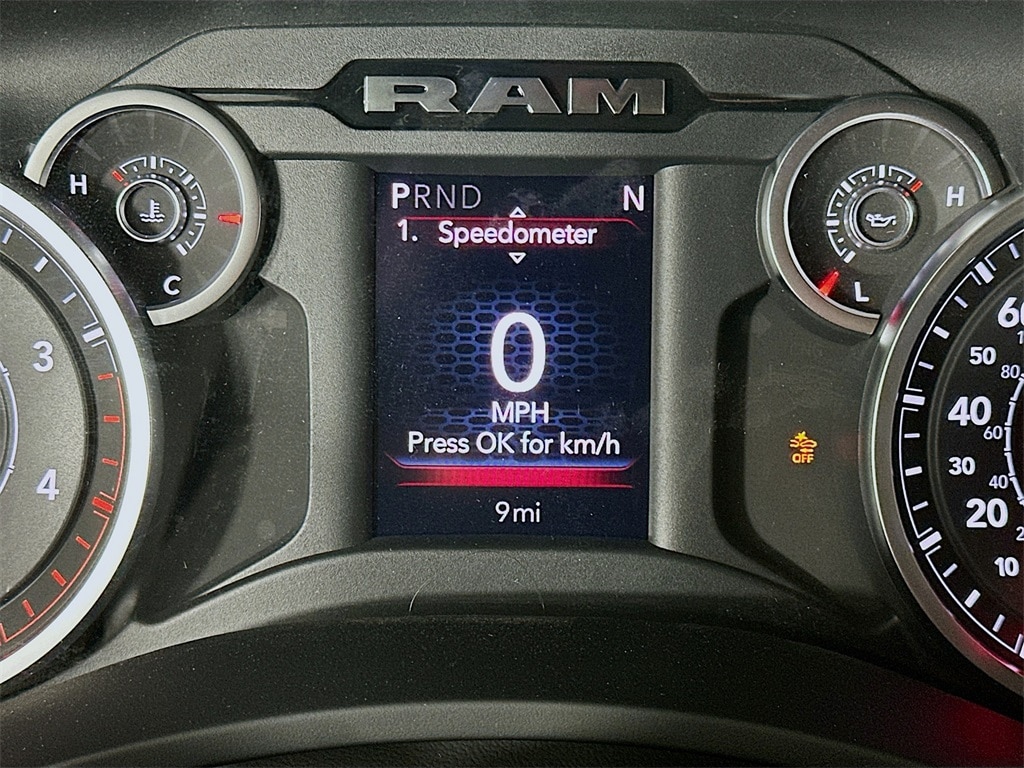 RAM
H
C
3
4
PRND
N
1. Speedometer
0
MPH
Press OK for km/h
9mi
H
L
OFF
60
50
80
40
60
30
40
20
10